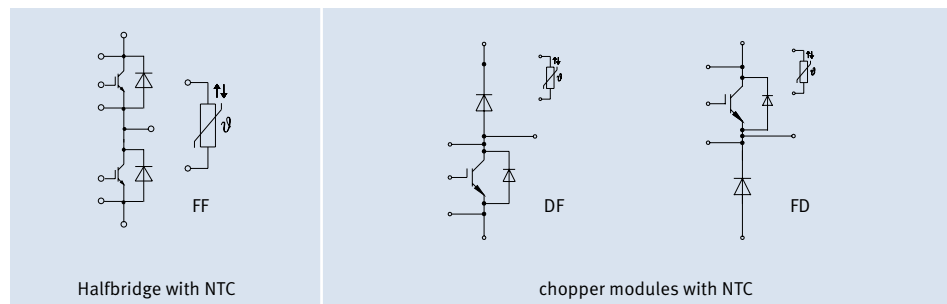 ϑ
ϑ
ϑ
FF
DF
FD
Halfbridge with NTC
chopper modules with NTC